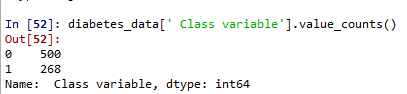 In [52]: diabetes_data[' Class variable'].value_counts()
Out[52]:
0    500
1    268
Name:  Class variable, dtype: int64